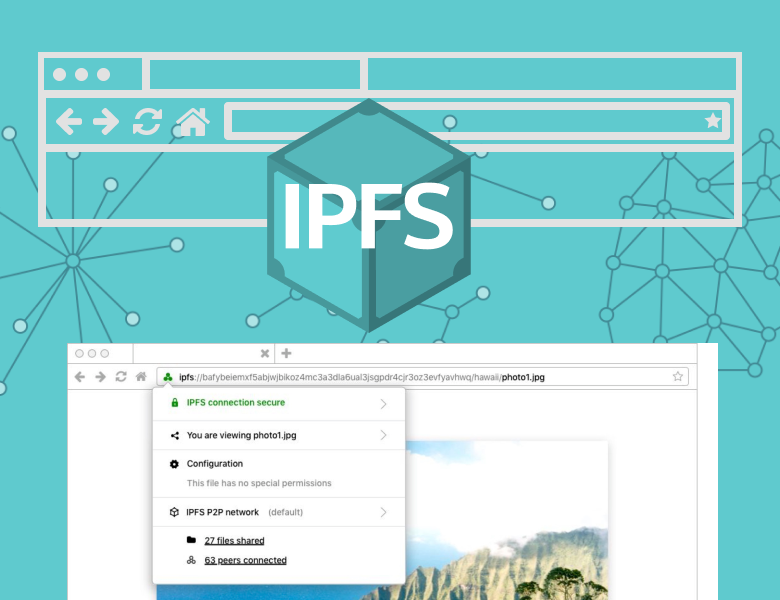 IPFS
ipfs://bafybeiemxf5abjwjbikoz4mc3a3dla6ual3jsgpdr4cjr3oz3evfyavhwq/hawaii/photo1.jpg
IPFS connection secure
You are viewing photo1.jpg
Configuration
This file has no special permissions
IPFS P2P network (default)
27 files shared
63 peers connected